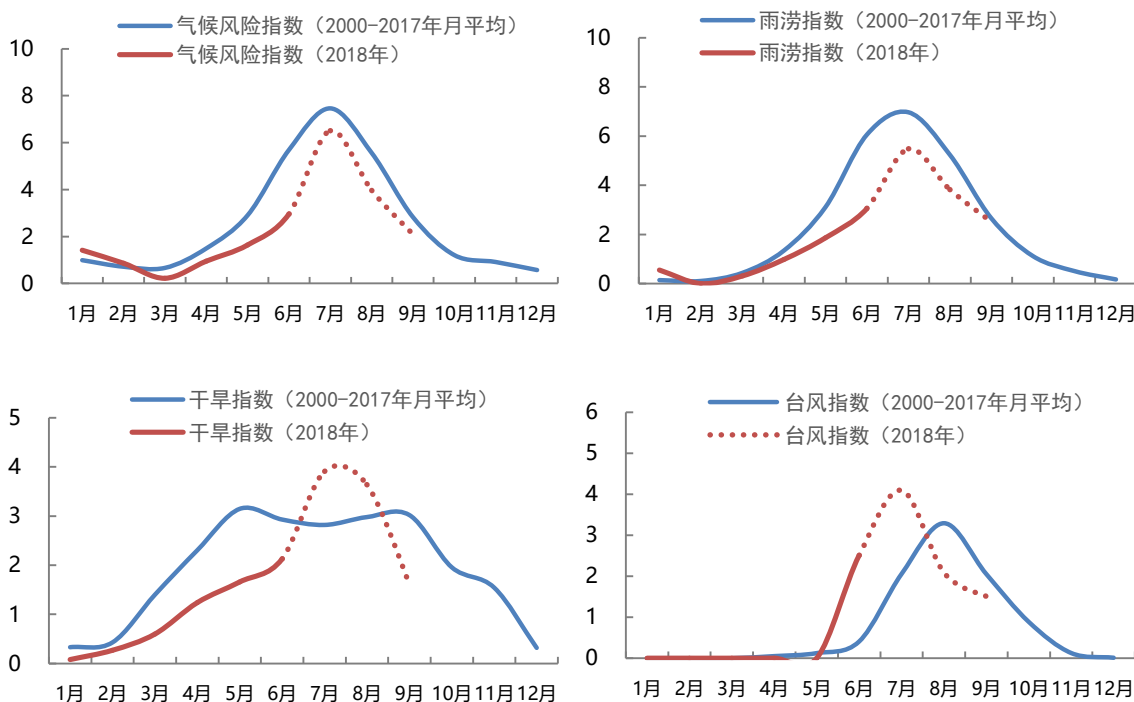 气候风险指数（2000-2017年月平均）
气候风险指数（2018年）
10
8
6
4
2
0
1月 2月 3月 4月 5月 6月 7月 8月 9月 10月 11月 12月
雨涝指数（2000-2017年月平均）
雨涝指数（2018年）
10
8
6
4
2
0
1月 2月 3月 4月 5月 6月 7月 8月 9月 10月 11月 12月
干旱指数（2000-2017年月平均）
干旱指数（2018年）
5
4
3
2
1
0
1月 2月 3月 4月 5月 6月 7月 8月 9月 10月 11月 12月
台风指数（2000-2017年月平均）
台风指数（2018年）
6
5
4
3
2
1
0
1月 2月 3月 4月 5月 6月 7月 8月 9月 10月 11月 12月